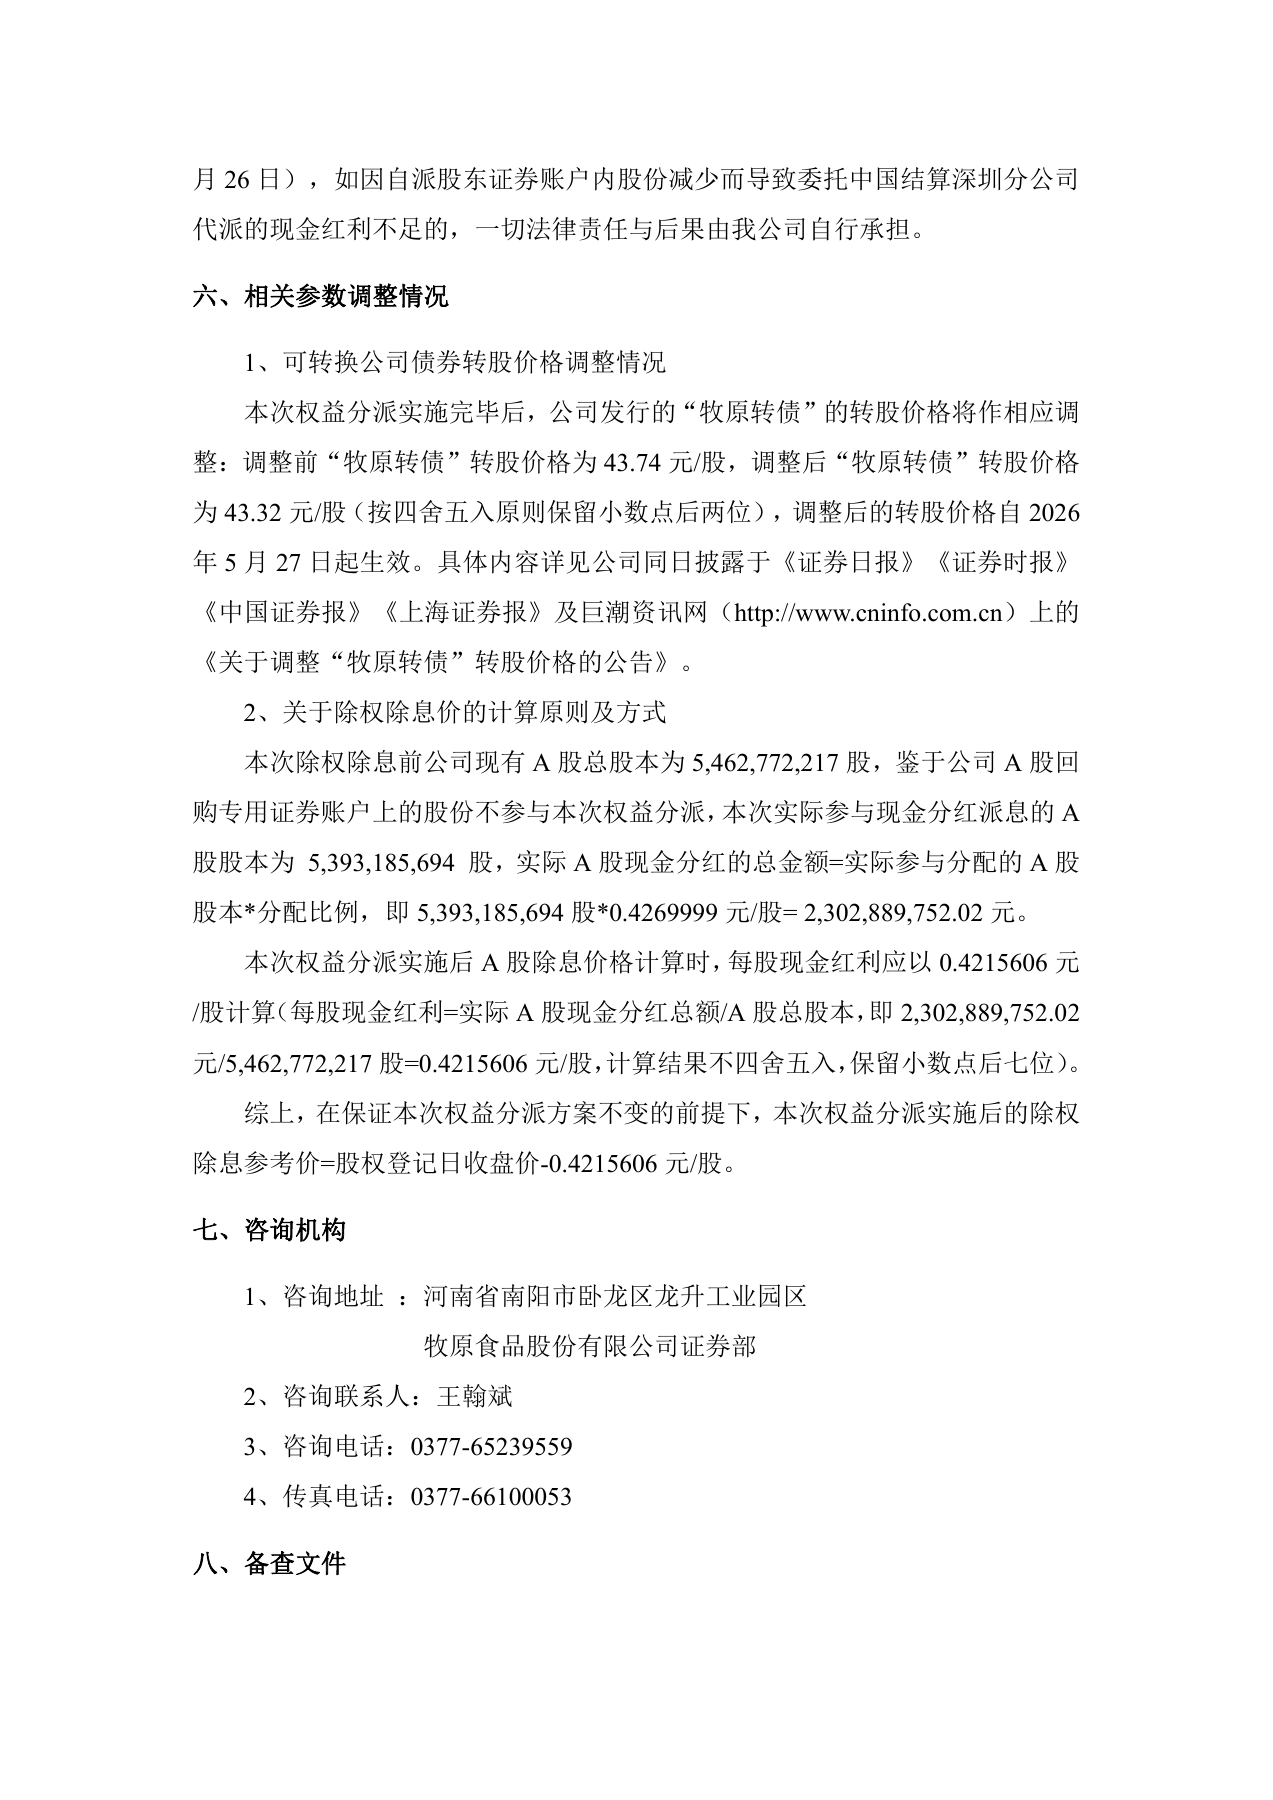 月 26 日），如因自派股东证券账户内股份减少而导致委托中国结算深圳分公司
代派的现金红利不足的，一切法律责任与后果由我公司自行承担。
六、相关参数调整情况
1、可转换公司债券转股价格调整情况
本次权益分派实施完毕后，公司发行的“牧原转债”的转股价格将作相应调
整：调整前“牧原转债”转股价格为 43.74 元/股，调整后“牧原转债”转股价格
为 43.32 元/股（按四舍五入原则保留小数点后两位），调整后的转股价格自 2026
年 5 月 27 日起生效。具体内容详见公司同日披露于《证券日报》《证券时报》
《中国证券报》《上海证券报》及巨潮资讯网（http://www.cninfo.com.cn）上的
《关于调整“牧原转债”转股价格的公告》。
2、关于除权除息价的计算原则及方式
本次除权除息前公司现有 A 股总股本为 5,462,772,217 股，鉴于公司 A 股回
购专用证券账户上的股份不参与本次权益分派，本次实际参与现金分红派息的 A
股股本为 5,393,185,694 股，实际 A 股现金分红的总金额=实际参与分配的 A 股
股本*分配比例，即 5,393,185,694 股*0.4269999 元/股= 2,302,889,752.02 元。
本次权益分派实施后 A 股除息价格计算时，每股现金红利应以 0.4215606 元
/股计算（每股现金红利=实际 A 股现金分红总额/A 股总股本，即 2,302,889,752.02
元/5,462,772,217 股=0.4215606 元/股，计算结果不四舍五入，保留小数点后七位）。
综上，在保证本次权益分派方案不变的前提下，本次权益分派实施后的除权
除息参考价=股权登记日收盘价-0.4215606 元/股。
七、咨询机构
1、咨询地址 ：河南省南阳市卧龙区龙升工业园区
牧原食品股份有限公司证券部
2、咨询联系人：王翰斌
3、咨询电话：0377-65239559
4、传真电话：0377-66100053
八、备查文件